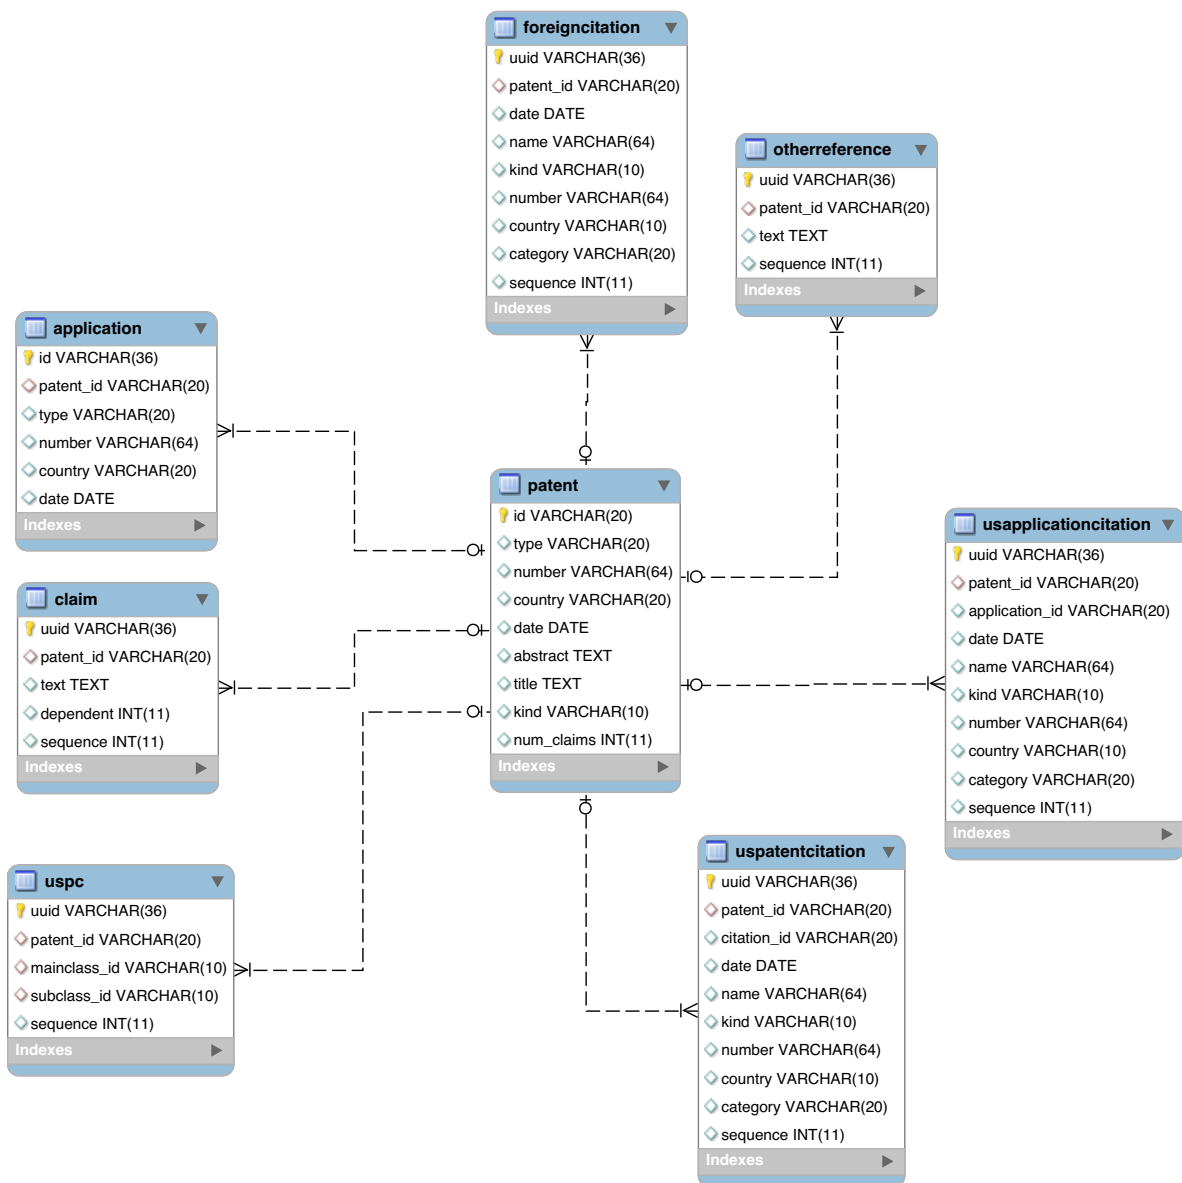 foreigncitation
uuid VARCHAR(36)
patent_id VARCHAR(20)
date DATE
name VARCHAR(64)
kind VARCHAR(10)
number VARCHAR(64)
country VARCHAR(10)
category VARCHAR(20)
sequence INT(11)
Indexes
otherreference
uuid VARCHAR(36)
patent_id VARCHAR(20)
text TEXT
sequence INT(11)
Indexes
application
id VARCHAR(36)
patent_id VARCHAR(20)
type VARCHAR(20)
number VARCHAR(64)
country VARCHAR(20)
date DATE
Indexes
patent
id VARCHAR(20)
type VARCHAR(20)
number VARCHAR(64)
country VARCHAR(20)
date DATE
abstract TEXT
title TEXT
kind VARCHAR(10)
num_claims INT(11)
Indexes
usapplicationcitation
uuid VARCHAR(36)
patent_id VARCHAR(20)
application_id VARCHAR(20)
date DATE
name VARCHAR(64)
kind VARCHAR(10)
number VARCHAR(64)
country VARCHAR(10)
category VARCHAR(20)
sequence INT(11)
Indexes
claim
uuid VARCHAR(36)
patent_id VARCHAR(20)
text TEXT
dependent INT(11)
sequence INT(11)
Indexes
uspc
uuid VARCHAR(36)
patent_id VARCHAR(20)
mainclass_id VARCHAR(10)
subclass_id VARCHAR(10)
sequence INT(11)
Indexes
uspatentcitation
uuid VARCHAR(36)
patent_id VARCHAR(20)
citation_id VARCHAR(20)
date DATE
name VARCHAR(64)
kind VARCHAR(10)
number VARCHAR(64)
country VARCHAR(10)
category VARCHAR(20)
sequence INT(11)
Indexes